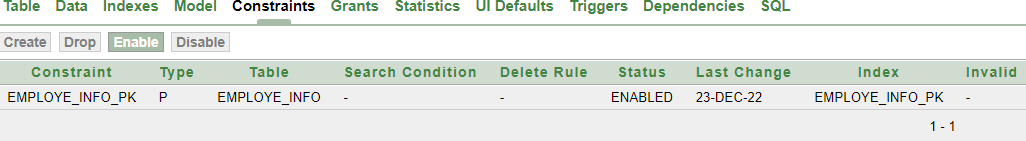 Table Data Indexes Model Constraints Grants Statistics UI Defaults Triggers Dependencies SQL
Create Drop Enable Disable
Constraint Type Table Search Condition Delete Rule Status Last Change Index Invalid
EMPLOYE_INFO_PK P EMPLOYE_INFO - - ENABLED 23-DEC-22 EMPLOYE_INFO_PK -
1 - 1